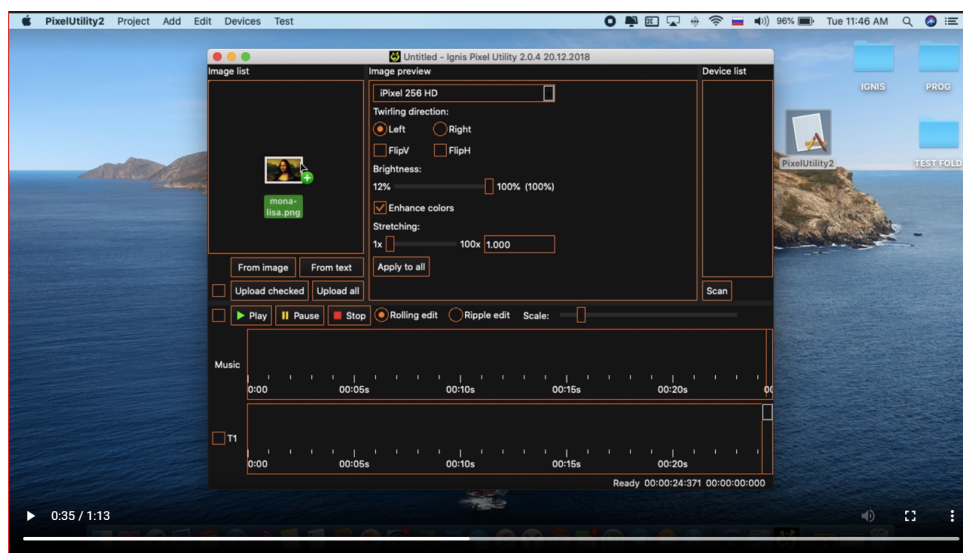 PixelUtility2 Project Add Edit Devices Test 96% Tue 11:46 AM
Untitled - Ignis Pixel Utility 2.0.4 20.12.2018
Image list Image preview Device list
iPixel 256 HD
Twirling direction:
Left Right
FlipV FlipH
Brightness:
12% 100% (100%)
Enhance colors
Stretching:
1x 100x 1.000
Apply to all
mona-
lisa.png
From image From text
Upload checked Upload all
Scan
Play Pause Stop Rolling edit Ripple edit Scale:
Music
0:00 00:05s 00:10s 00:15s 00:20s
T1
0:00 00:05s 00:10s 00:15s 00:20s
Ready 00:00:24:371 00:00:00:000
IGNIS PROG
PixelUtility2 TEST FOLD
0:35 / 1:13